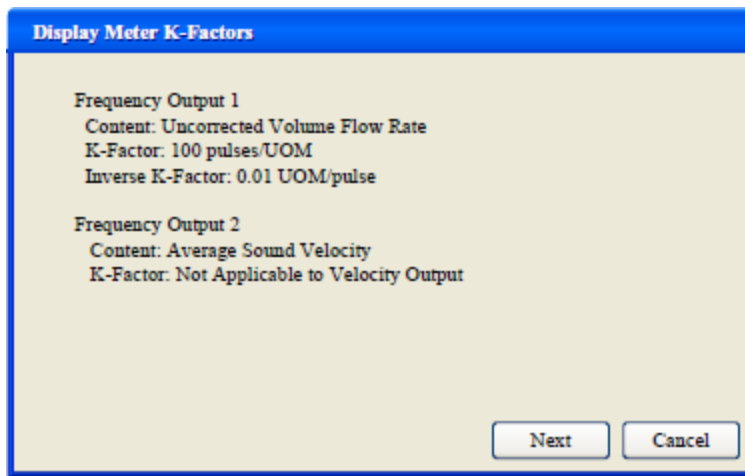 Display Meter K-Factors
Frequency Output 1
Content: Uncorrected Volume Flow Rate
K-Factor: 100 pulses/UOM
Inverse K-Factor: 0.01 UOM/pulse
Frequency Output 2
Content: Average Sound Velocity
K-Factor: Not Applicable to Velocity Output
Next
Cancel